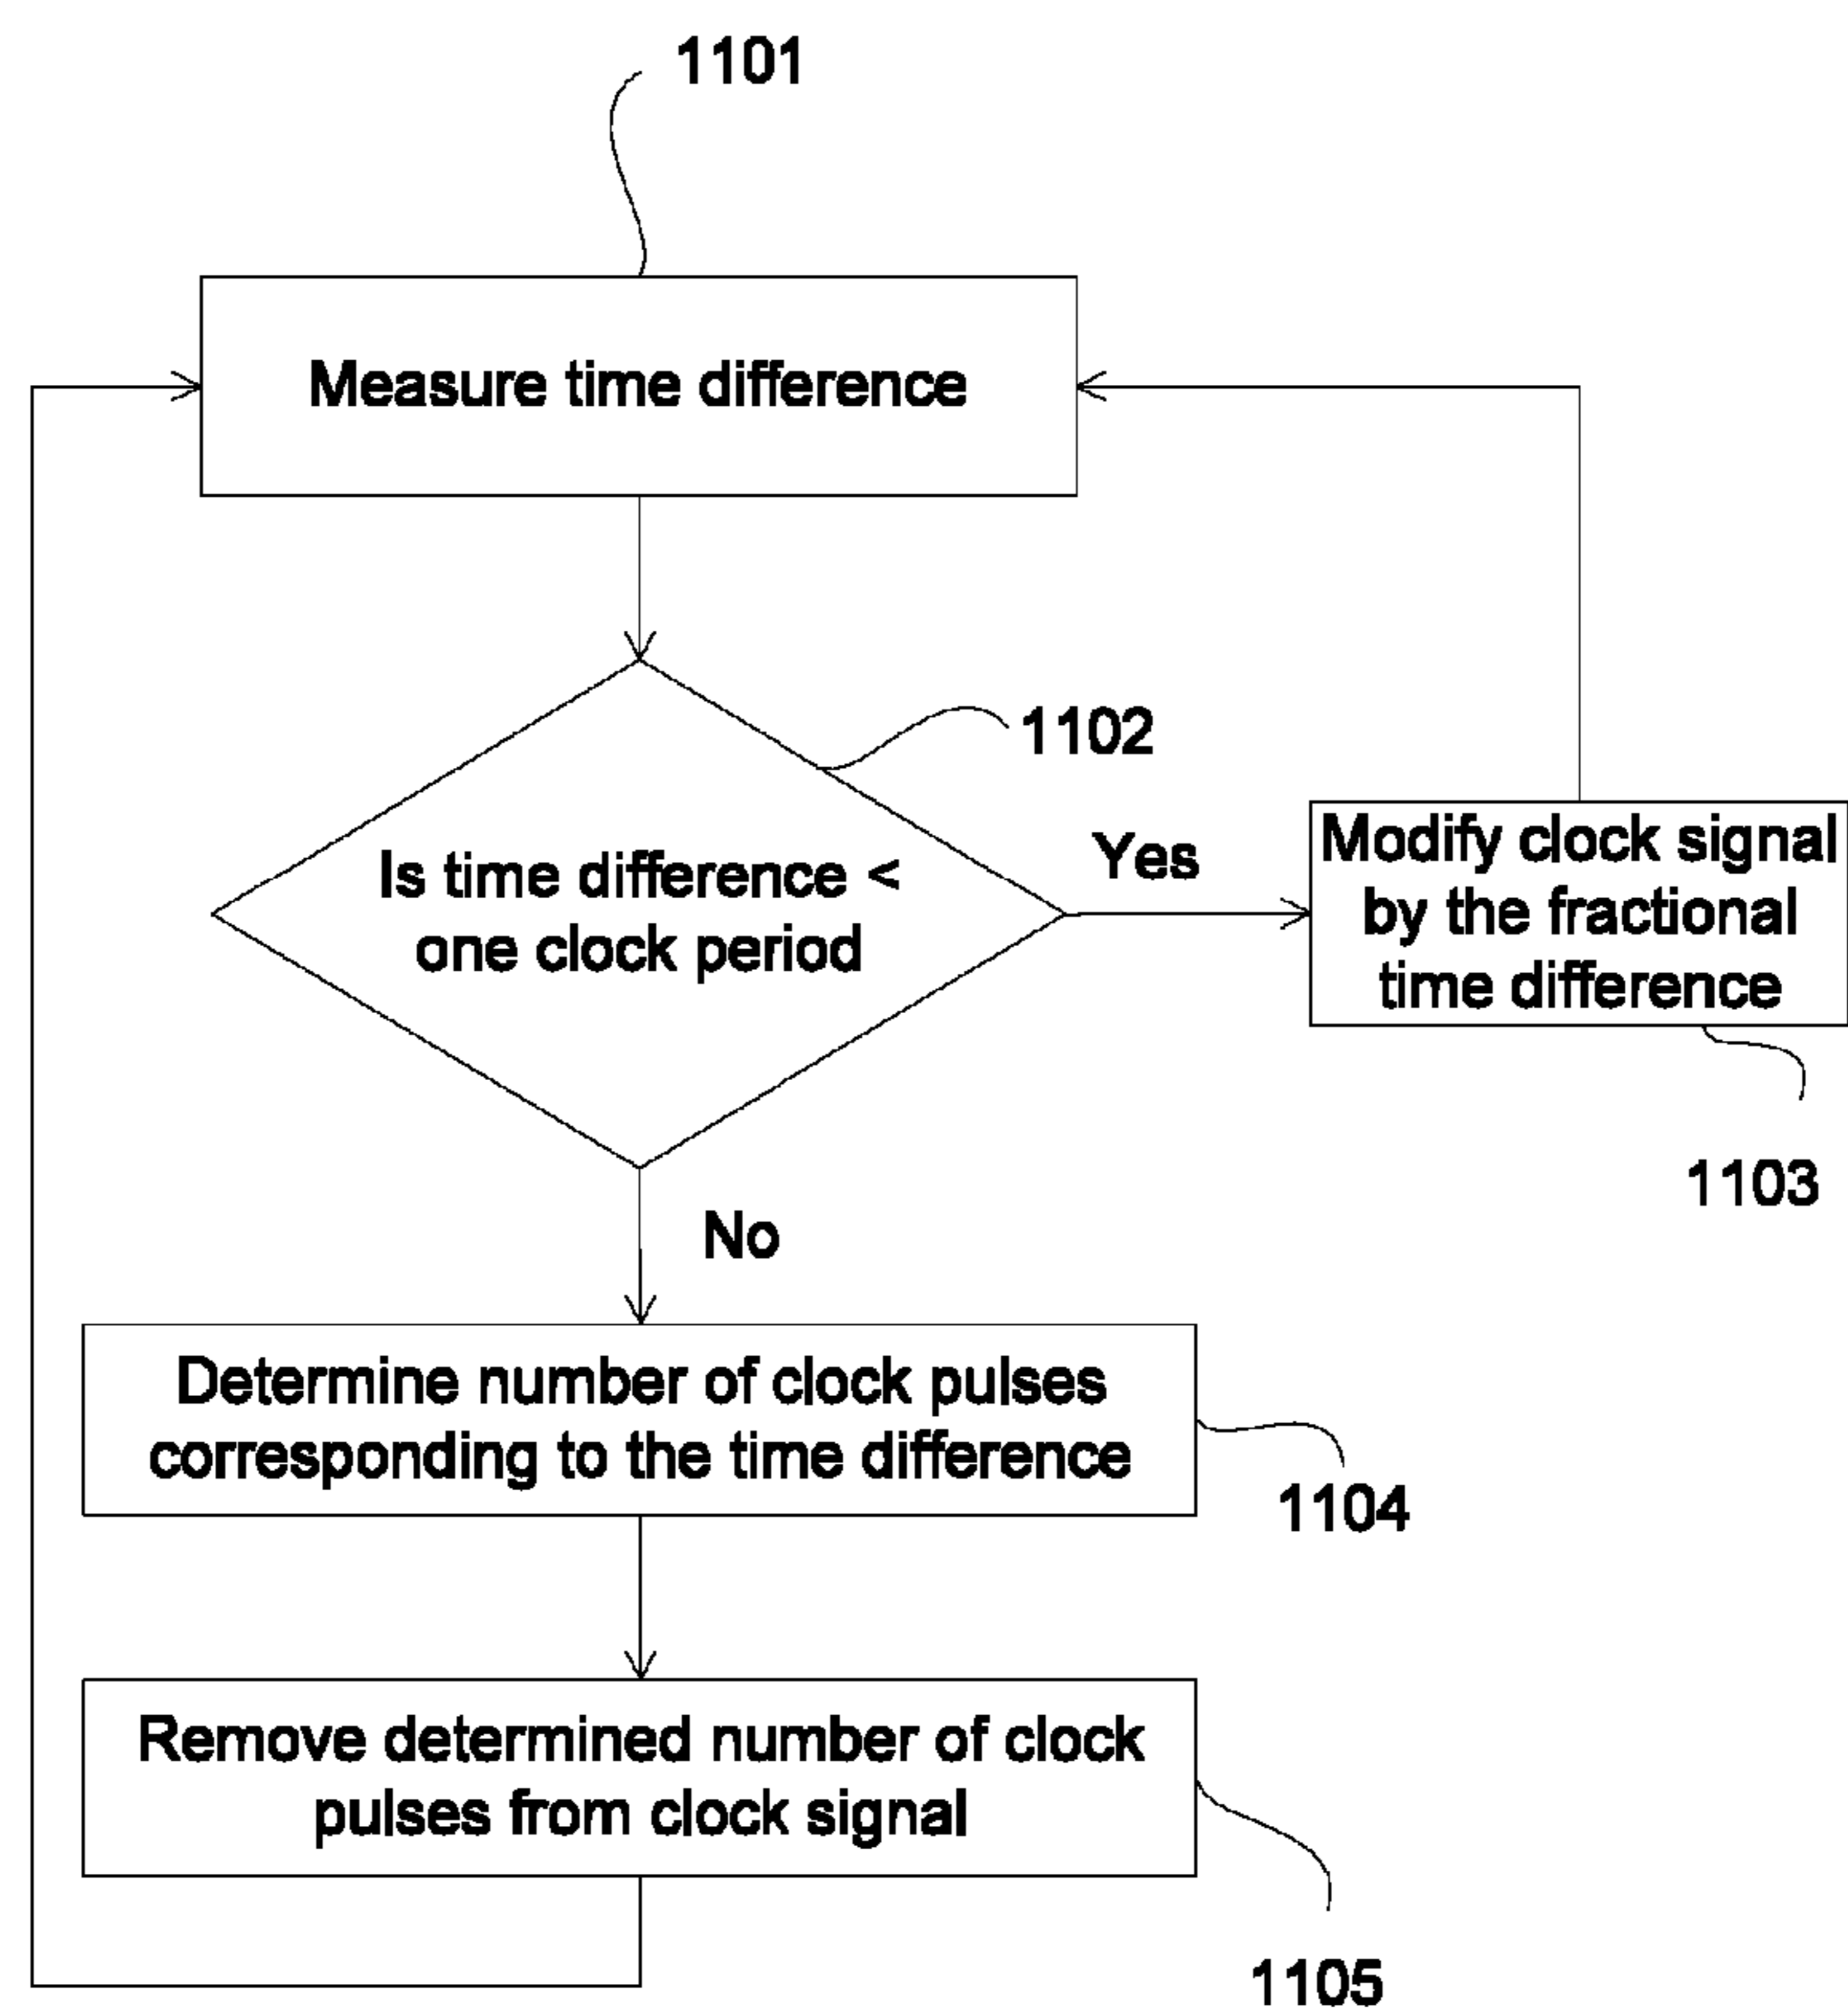 1101
Measure time difference
1102
Is time difference <
one clock period
Yes
Modify clock signal
by the fractional
time difference
1103
No
Determine number of clock pulses
corresponding to the time difference
1104
Remove determined number of clock
pulses from clock signal
1105